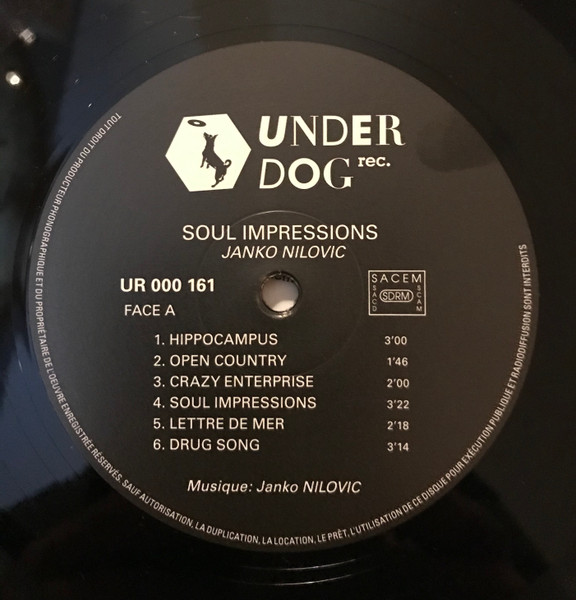 UNDER
DOG rec.
SOUL IMPRESSIONS
JANKO NILOVIC
UR 000 161
FACE A
SACEM
SACD
SDRM
SCAM
1. HIPPOCAMPUS 3'00
2. OPEN COUNTRY 1'46
3. CRAZY ENTERPRISE 2'00
4. SOUL IMPRESSIONS 3'22
5. LETTRE DE MER 2'18
6. DRUG SONG 3'14
Musique: Janko NILOVIC
TOUT DROIT DU PRODUCTEUR PHONOGRAPHIQUE ET DU PROPRIÉTAIRE DE L'OEUVRE ENREGISTRÉE RÉSERVÉS. SAUF AUTORISATION, LA DUPLICATION, LA LOCATION, LE PRÊT, L'UTILISATION DE CE DISQUE POUR EXÉCUTION PUBLIQUE ET RADIODIFFUSION SONT INTERDITS